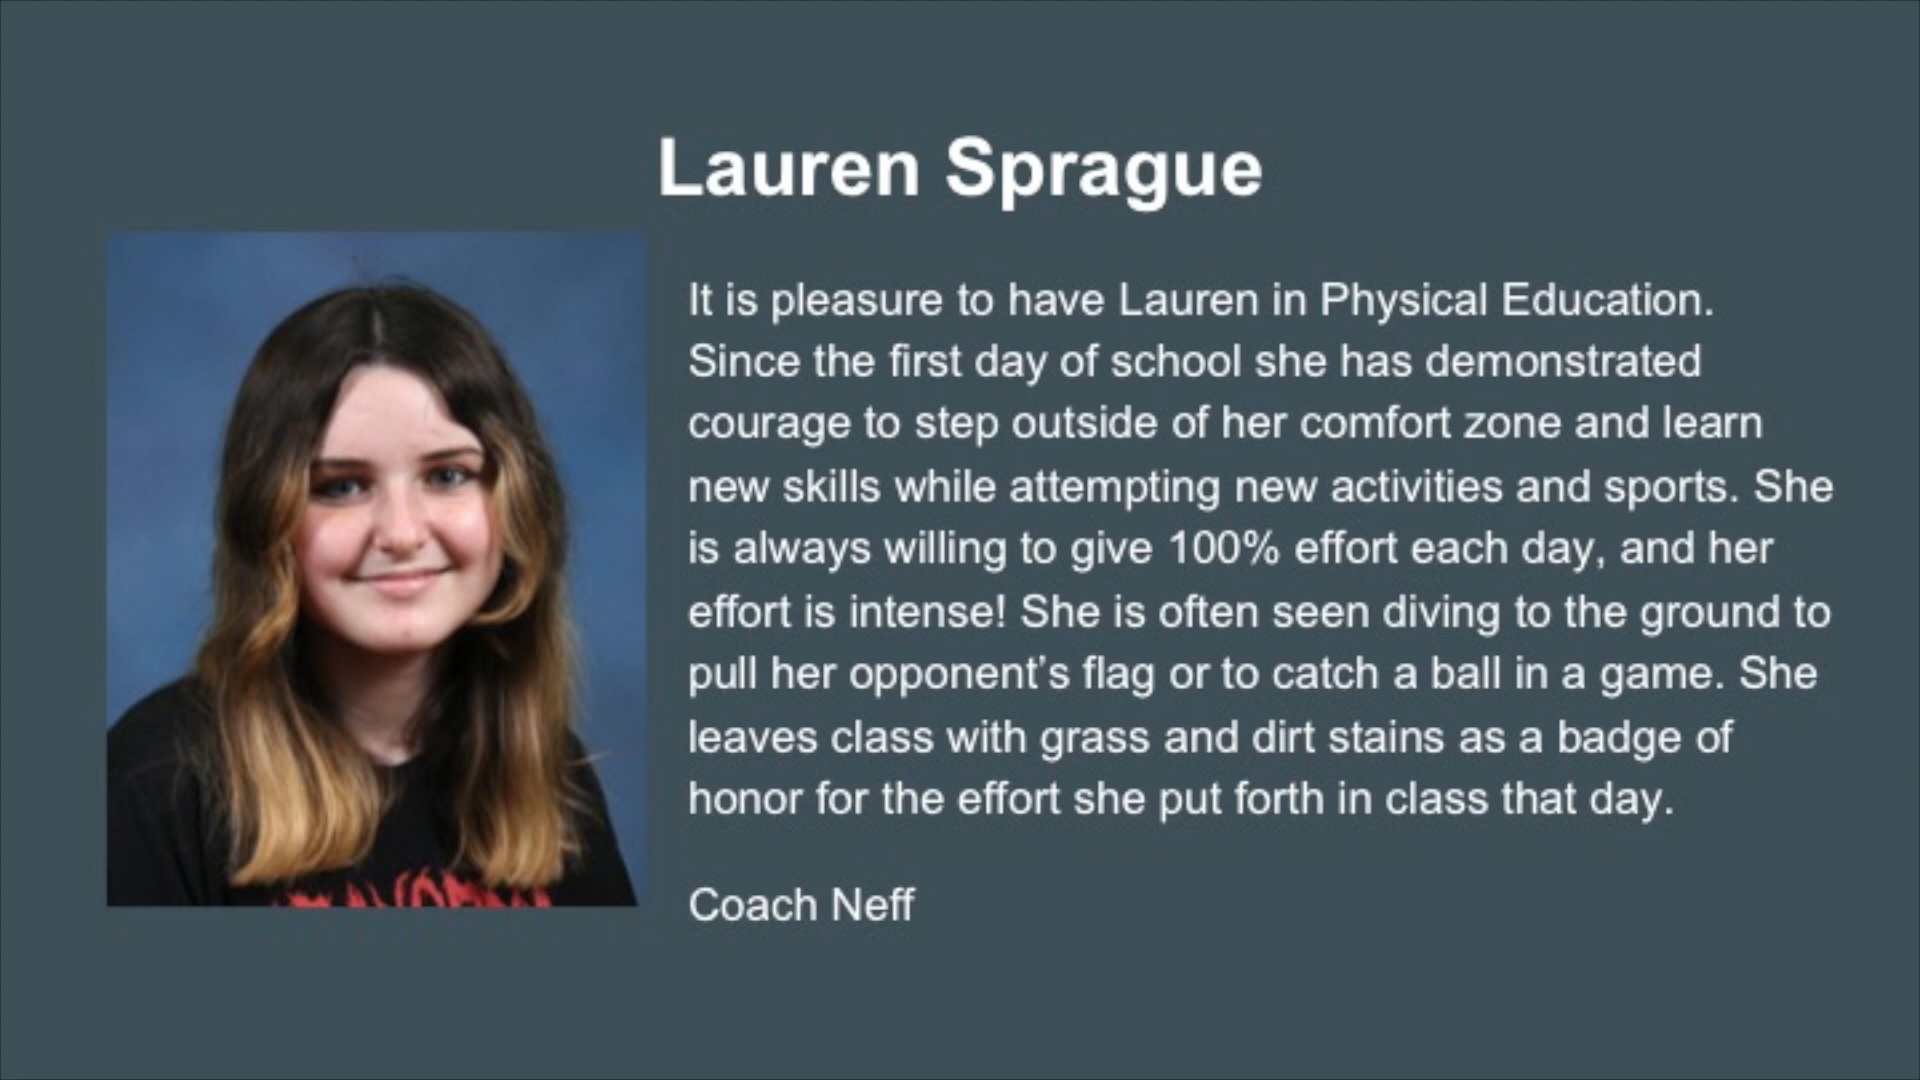 Lauren Sprague
It is pleasure to have Lauren in Physical Education.
Since the first day of school she has demonstrated
courage to step outside of her comfort zone and learn
new skills while attempting new activities and sports. She
is always willing to give 100% effort each day, and her
effort is intense! She is often seen diving to the ground to
pull her opponent's flag or to catch a ball in a game. She
leaves class with grass and dirt stains as a badge of
honor for the effort she put forth in class that day.
Coach Neff